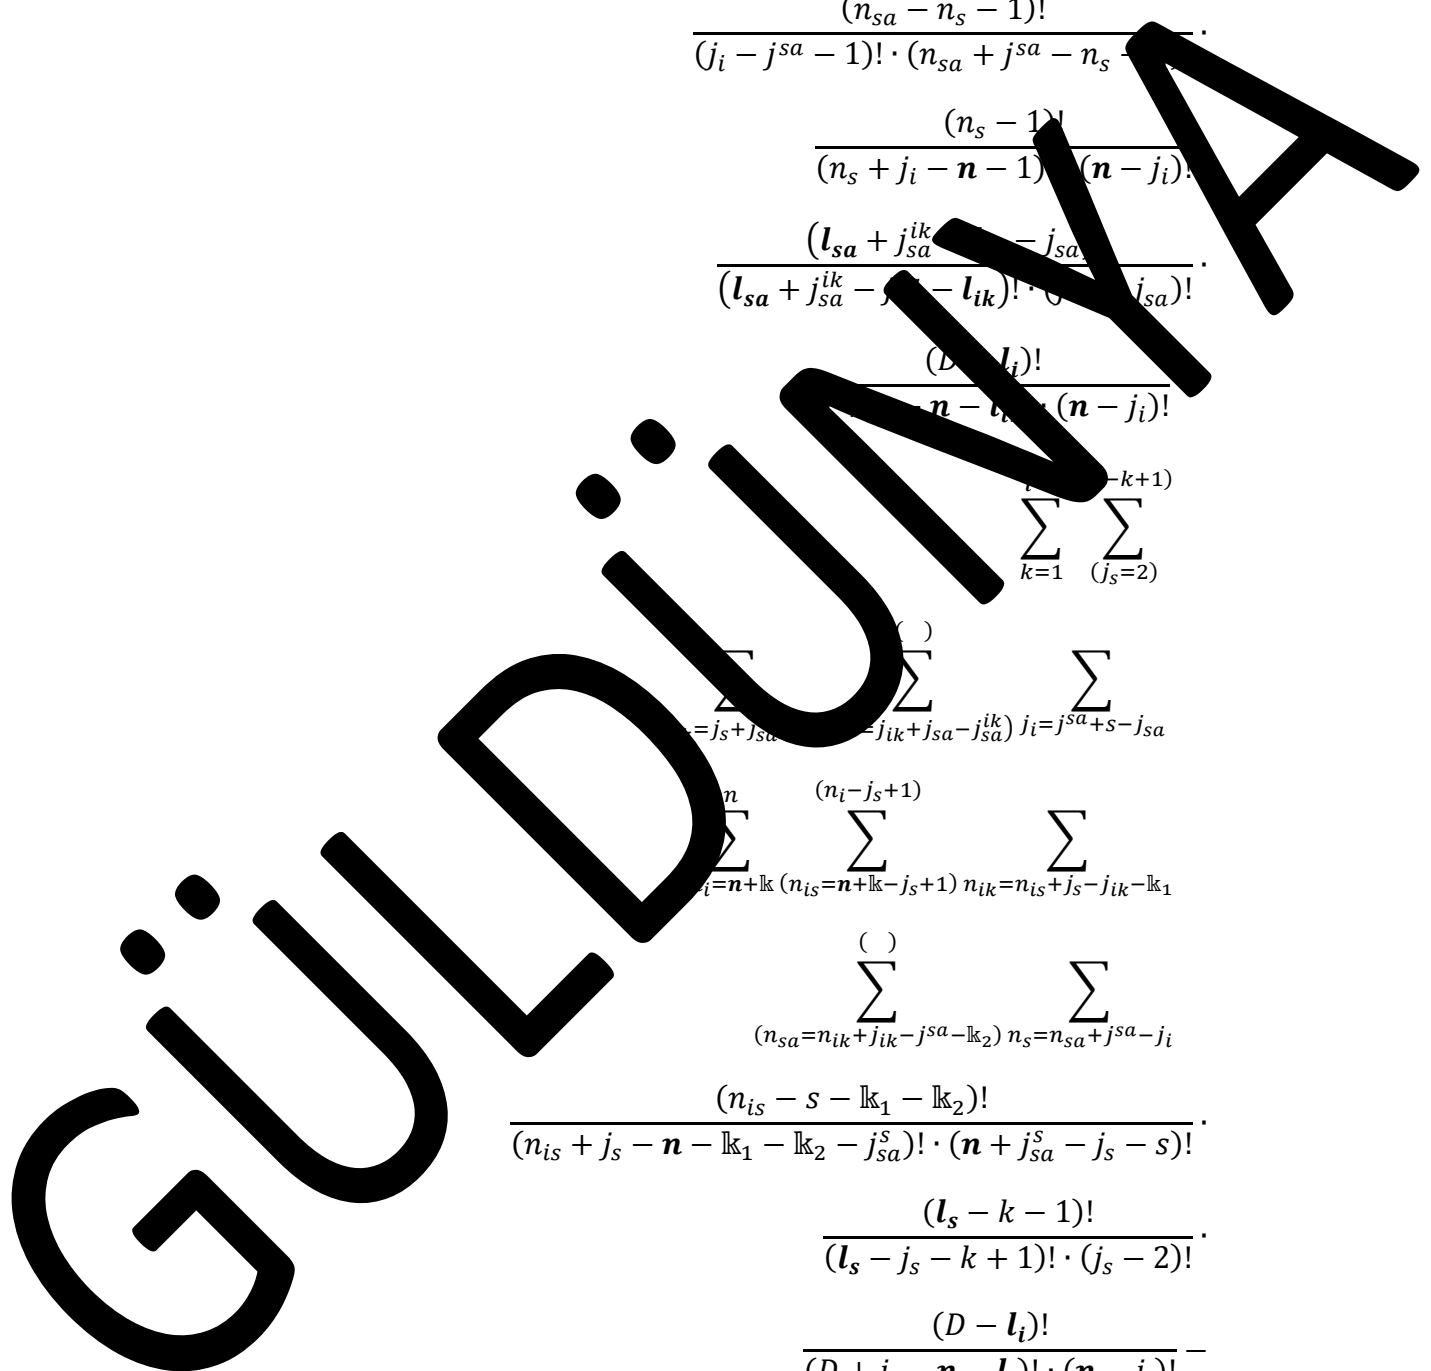 (n_{sa} − n_s − 1)!
(j_i − j^{sa} − 1)! · (n_{sa} + j^{sa} − n_s ·
(n_s − 1)!
(n_s + j_i − n − 1) (n − j_i)!
(l_{sa} + j_{sa}^{ik} − j_{sa}
(l_{sa} + j_{sa}^{ik} − − l_{ik})! · j_{sa})! ·
(D l_i)!
n − l · (n − j_i)!
−k+1)
∑ ∑
k=1 (j_s=2)
( )
∑ ∑ ∑
=j_s+j_{sa} =j_{ik}+j_{sa}−j_{sa}^{ik}) j_i=j^{sa}+s−j_{sa}
n (n_i−j_s+1)
∑ ∑ ∑
_i=n+𝕜 (n_{is}=n+𝕜−j_s+1) n_{ik}=n_{is}+j_s−j_{ik}−𝕜_1
( )
∑ ∑
(n_{sa}=n_{ik}+j_{ik}−j^{sa}−𝕜_2) n_s=n_{sa}+j^{sa}−j_i
(n_{is} − s − 𝕜_1 − 𝕜_2)!
(n_{is} + j_s − n − 𝕜_1 − 𝕜_2 − j_{sa}^s)! · (n + j_{sa}^s − j_s − s)! ·
(l_s − k − 1)!
(l_s − j_s − k + 1)! · (j_s − 2)! ·
(D − l_i)!
(D + j_i − n − l_i)! · (n − j_i)! −
GÜLDÜNYA